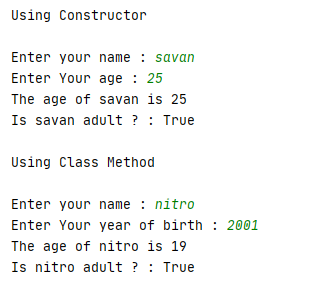 Using Constructor
Enter your name : savan
Enter Your age : 25
The age of savan is 25
Is savan adult ? : True
Using Class Method
Enter your name : nitro
Enter Your year of birth : 2001
The age of nitro is 19
Is nitro adult ? : True